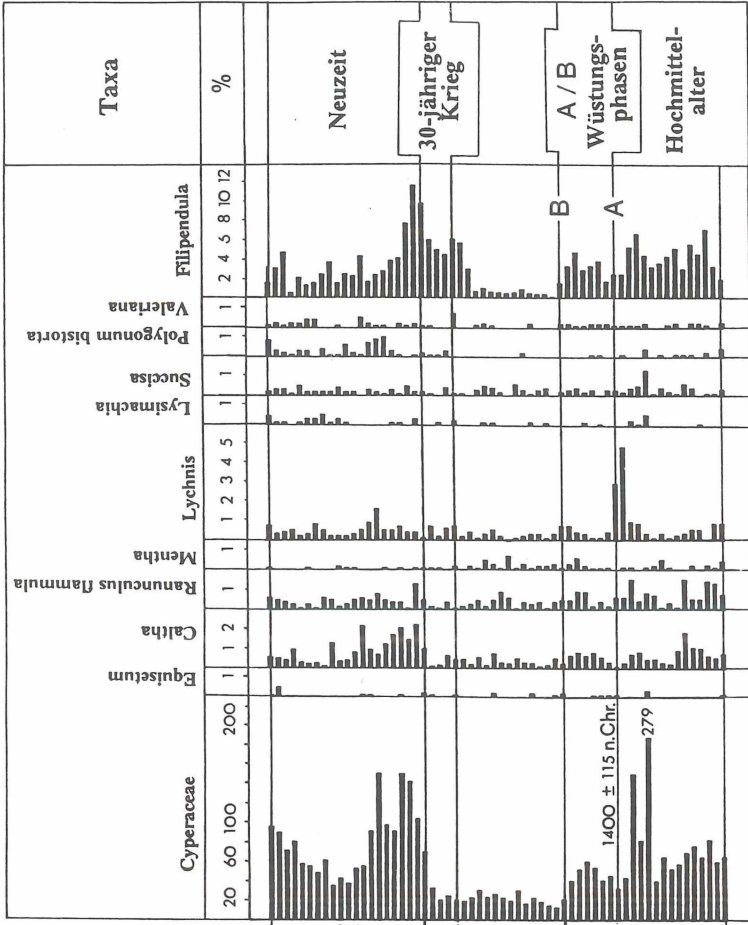 Taxa
%
Neuzeit
30-jähriger
Krieg
A / B
Wüstungs-
phasen
Hochmittel-
alter
Filipendula
2 4 5 8 10 12
B
A
Valeriana
1
Polygonum bistorta
1
Succisa
1
Lysimachia
1
Lychnis
1 2 3 4 5
Mentha
1
Ranunculus flammula
1
Caltha
1 2
Equisetum
1
Cyperaceae
20 60 100 200
1400 ± 115 n.Chr.
279